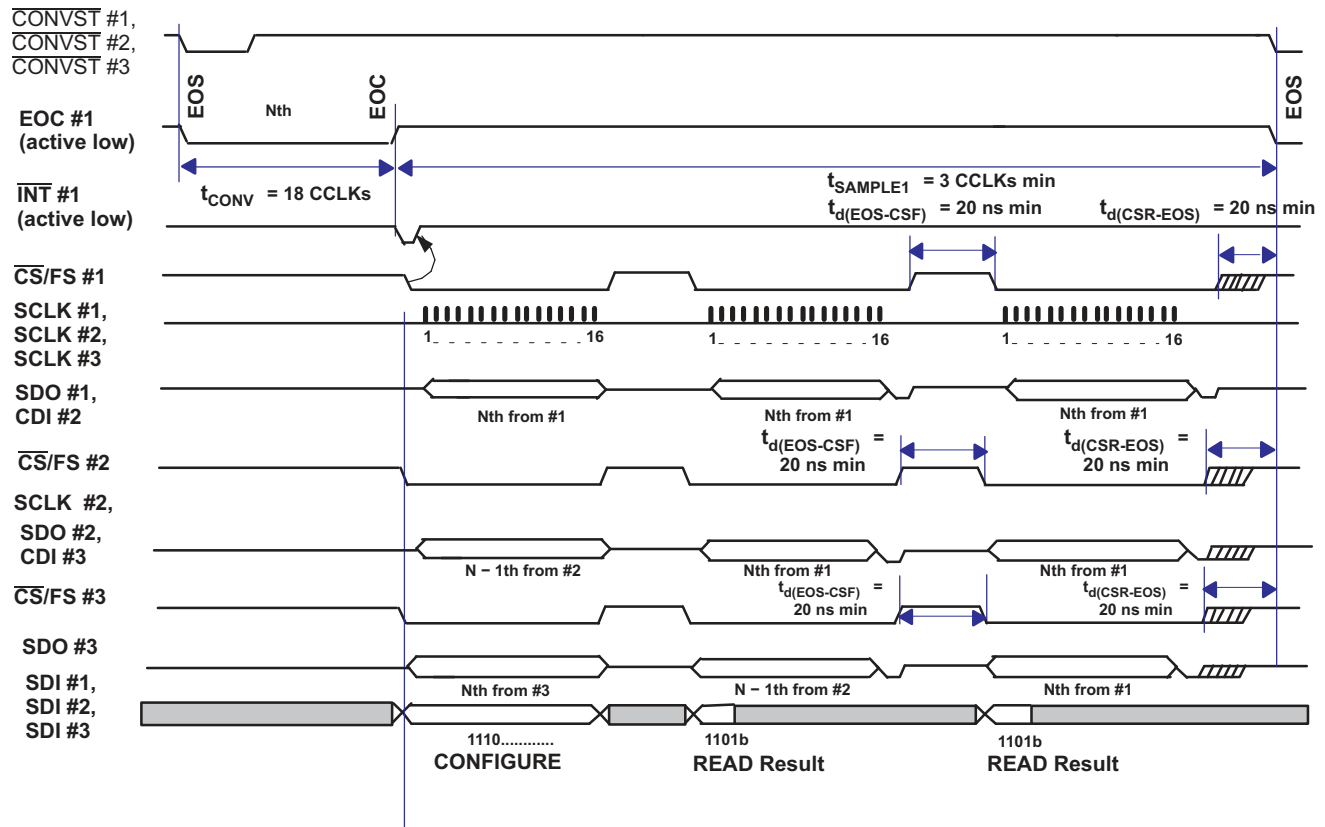 CONVST #1,
CONVST #2,
CONVST #3
EOS
Nth
EOC
EOS
EOC #1
(active low)
tCONV = 18 CCLKs
tSAMPLE1 = 3 CCLKs min
INT #1
(active low)
td(EOS-CSF) = 20 ns min
td(CSR-EOS) = 20 ns min
CS/FS #1
SCLK #1,
SCLK #2,
SCLK #3
1 16
1 16
1 16
SDO #1,
CDI #2
Nth from #1
Nth from #1
Nth from #1
td(EOS-CSF) =
20 ns min
td(CSR-EOS) =
20 ns min
CS/FS #2
SCLK #2,
SDO #2,
CDI #3
N − 1th from #2
Nth from #1
Nth from #1
td(EOS-CSF) =
20 ns min
td(CSR-EOS) =
20 ns min
CS/FS #3
SDO #3
Nth from #3
N − 1th from #2
Nth from #1
SDI #1,
SDI #2,
SDI #3
1110............
CONFIGURE
1101b
READ Result
1101b
READ Result